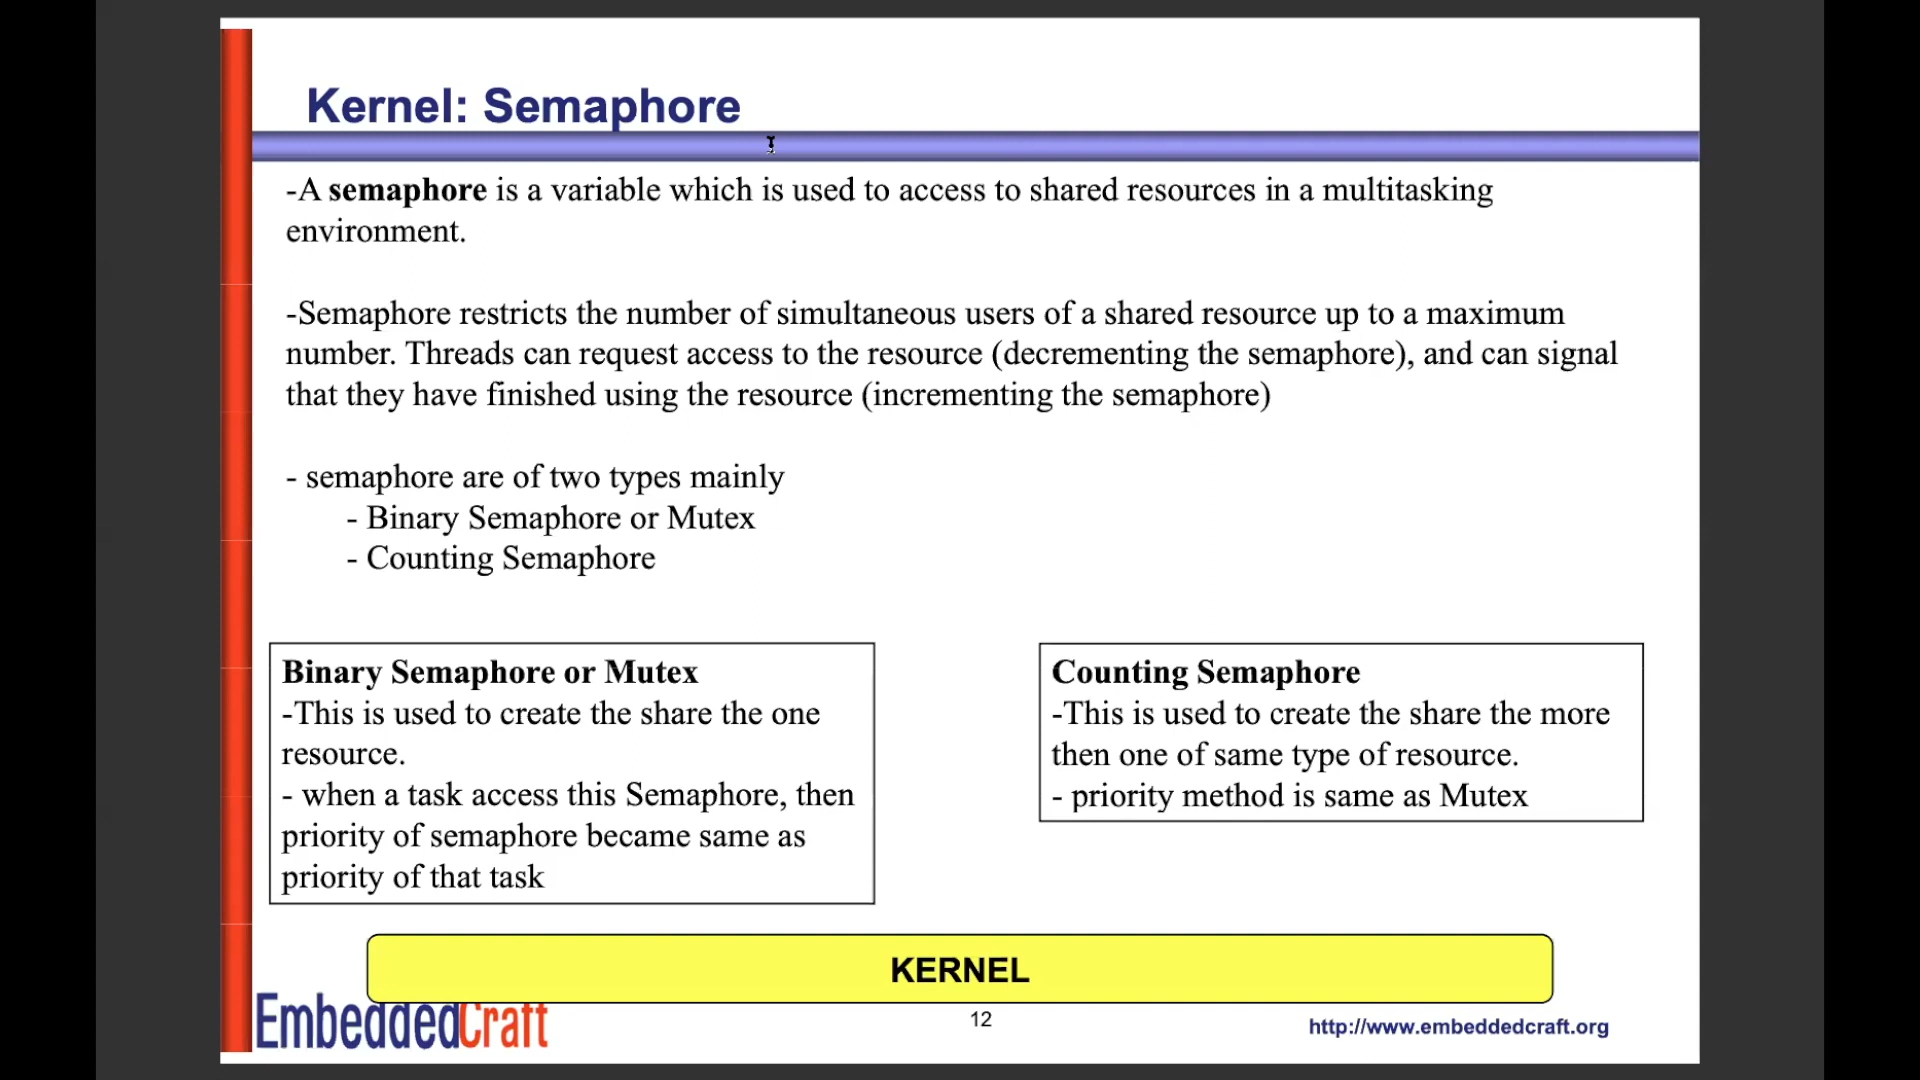 Kernel: Semaphore
-A semaphore is a variable which is used to access to shared resources in a multitasking
environment.
-Semaphore restricts the number of simultaneous users of a shared resource up to a maximum
number. Threads can request access to the resource (decrementing the semaphore), and can signal
that they have finished using the resource (incrementing the semaphore)
- semaphore are of two types mainly
- Binary Semaphore or Mutex
- Counting Semaphore
Binary Semaphore or Mutex
-This is used to create the share the one
resource.
- when a task access this Semaphore, then
priority of semaphore became same as
priority of that task
Counting Semaphore
-This is used to create the share the more
then one of same type of resource.
- priority method is same as Mutex
KERNEL
EmbeddedCraft
12
http://www.embeddedcraft.org